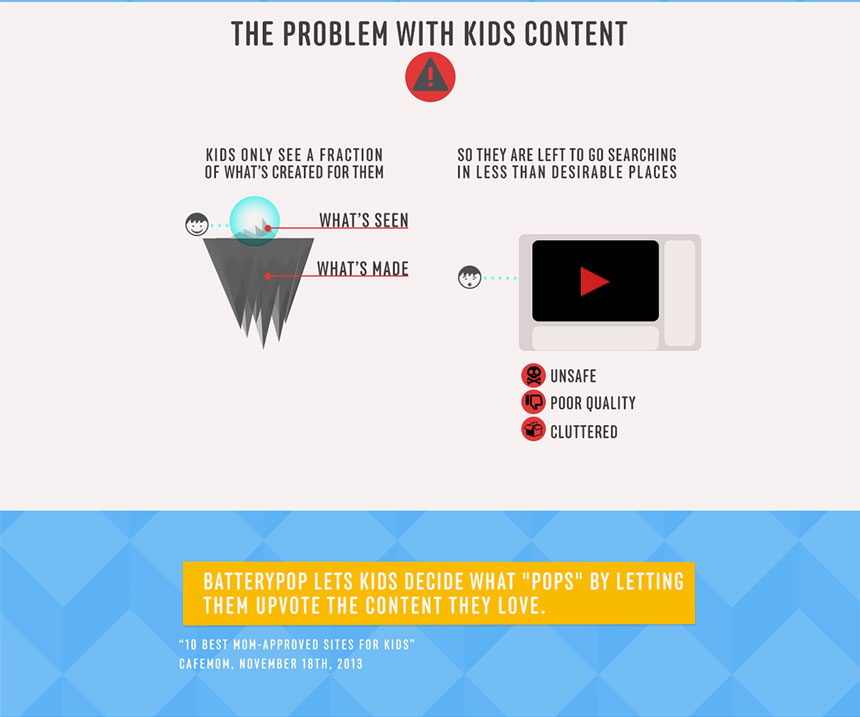 THE PROBLEM WITH KIDS CONTENT
KIDS ONLY SEE A FRACTION
OF WHAT'S CREATED FOR THEM
WHAT'S SEEN
WHAT'S MADE
SO THEY ARE LEFT TO GO SEARCHING
IN LESS THAN DESIRABLE PLACES
UNSAFE
POOR QUALITY
CLUTTERED
BATTERYPOP LETS KIDS DECIDE WHAT "POPS" BY LETTING
THEM UPVOTE THE CONTENT THEY LOVE.
"10 BEST MOM-APPROVED SITES FOR KIDS"
CAFEMOM, NOVEMBER 18TH, 2013